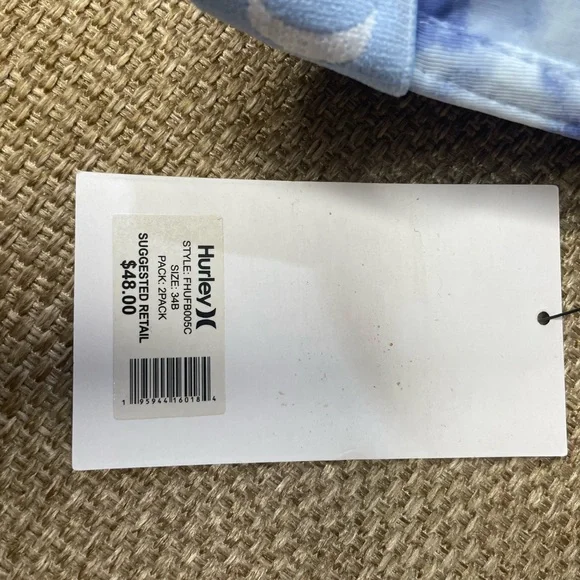 Hurley
STYLE: FHUFB005C
SIZE: 34B
PACK: 2PACK
SUGGESTED RETAIL
$48.00
1 95944 16018 4